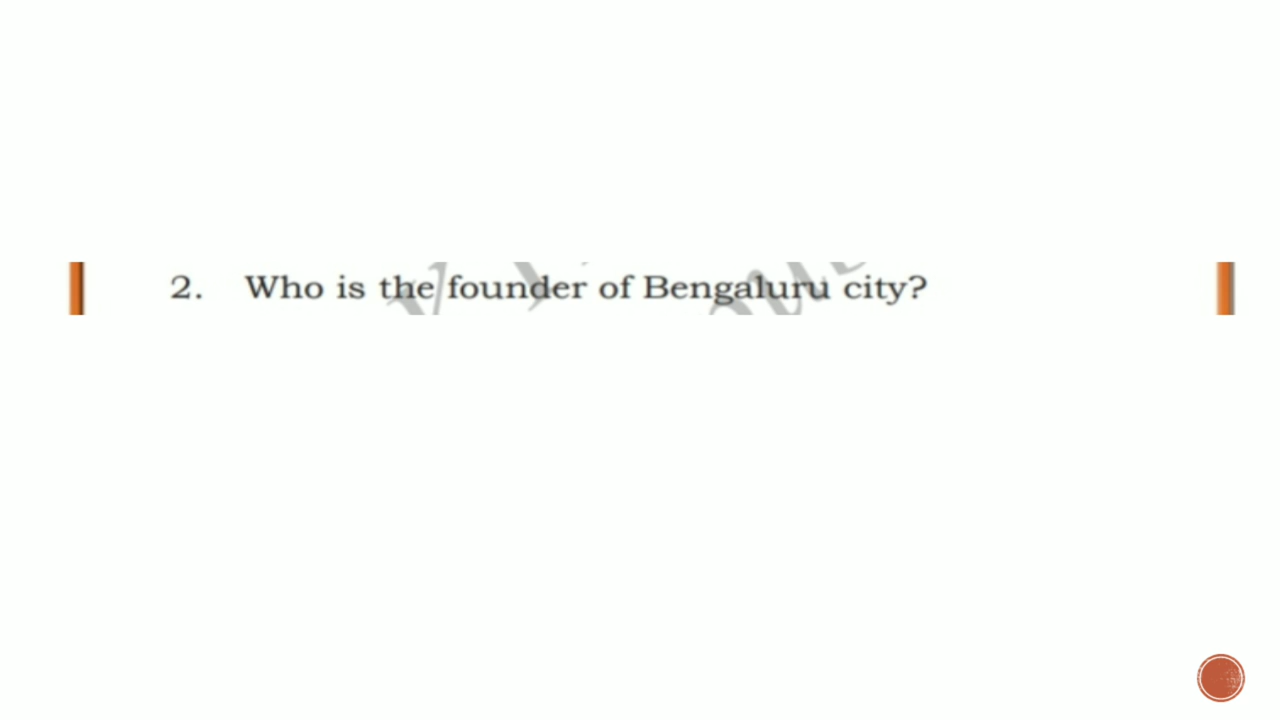 2. Who is the founder of Bengaluru city?